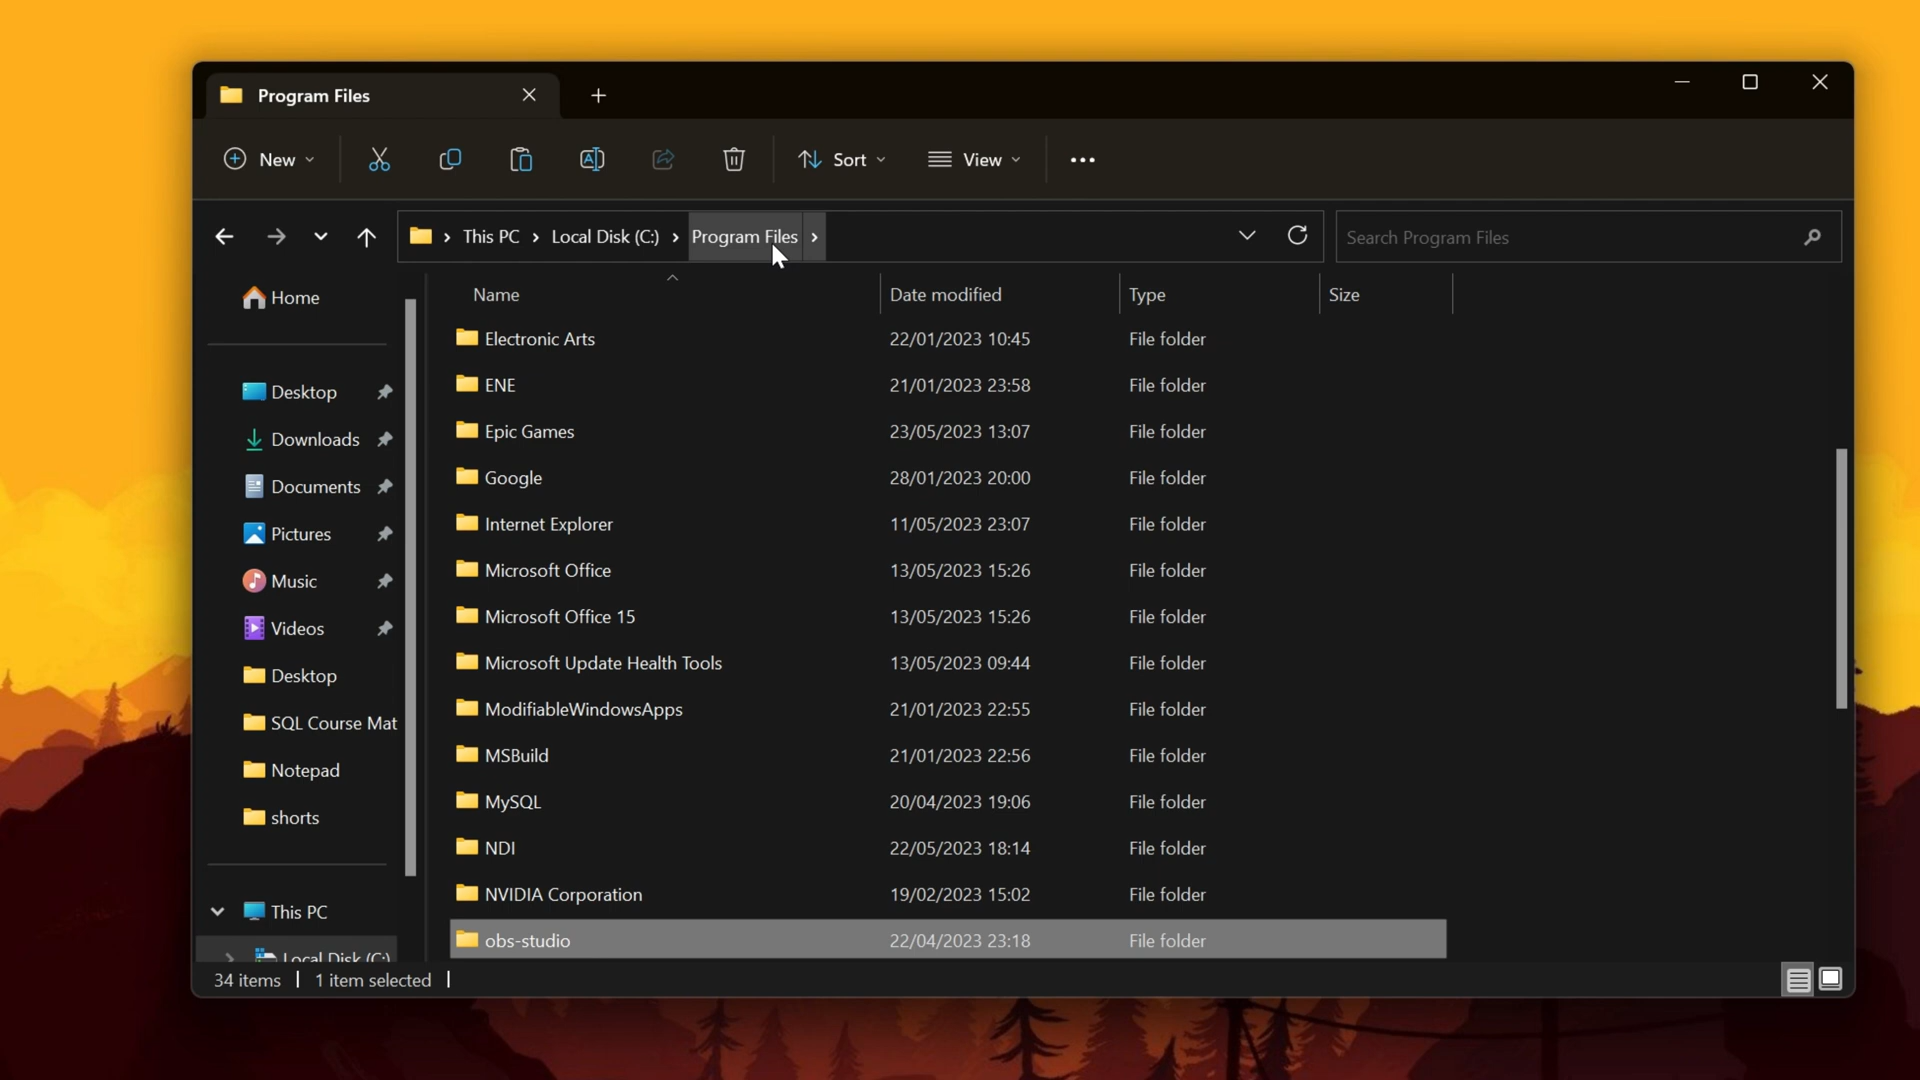 Program Files
New
Sort
View
This PC
Local Disk (C:)
Program Files
Search Program Files
Home
Desktop
Downloads
Documents
Pictures
Music
Videos
Desktop
SQL Course Mat
Notepad
shorts
This PC
Local Disk (C:)
Name Date modified Type Size
Electronic Arts 22/01/2023 10:45 File folder
ENE 21/01/2023 23:58 File folder
Epic Games 23/05/2023 13:07 File folder
Google 28/01/2023 20:00 File folder
Internet Explorer 11/05/2023 23:07 File folder
Microsoft Office 13/05/2023 15:26 File folder
Microsoft Office 15 13/05/2023 15:26 File folder
Microsoft Update Health Tools 13/05/2023 09:44 File folder
ModifiableWindowsApps 21/01/2023 22:55 File folder
MSBuild 21/01/2023 22:56 File folder
MySQL 20/04/2023 19:06 File folder
NDI 22/05/2023 18:14 File folder
NVIDIA Corporation 19/02/2023 15:02 File folder
obs-studio 22/04/2023 23:18 File folder
34 items 1 item selected